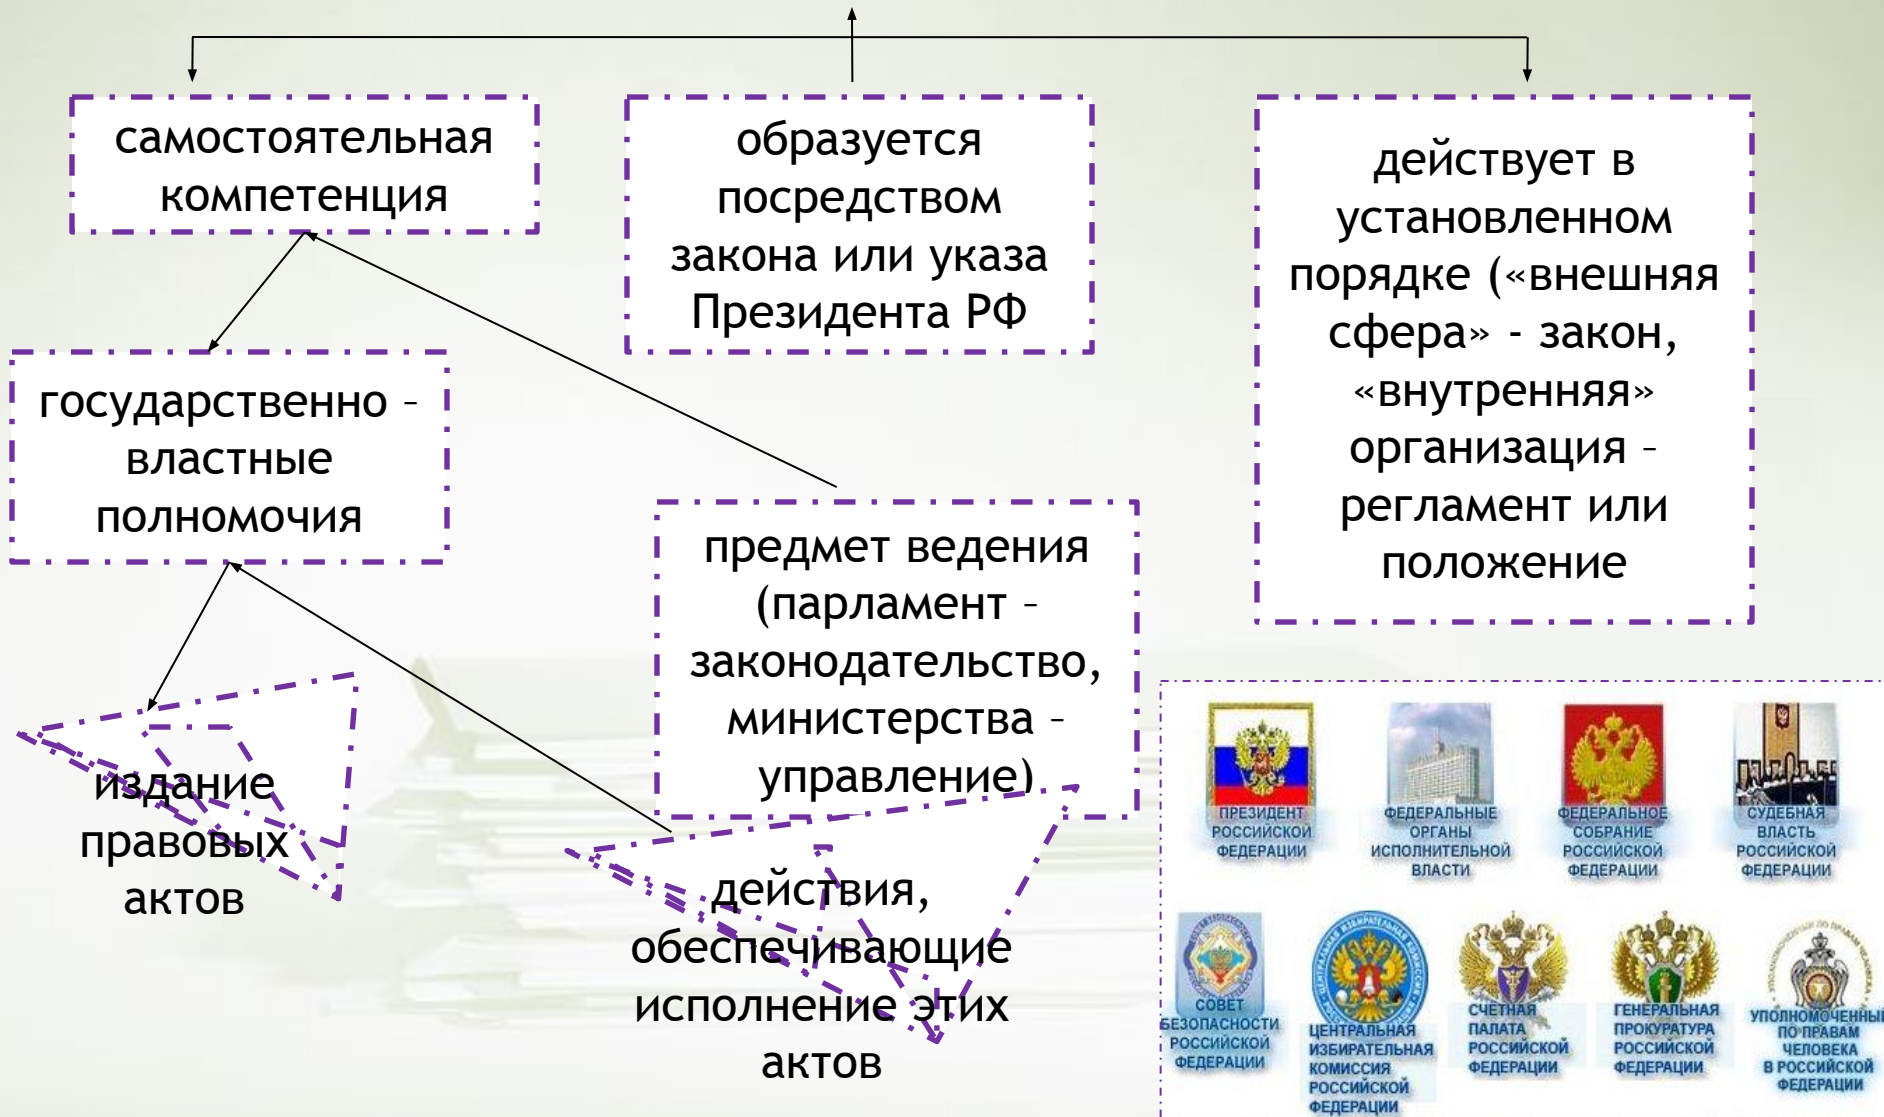 самостоятельная
компетенция
образуется
посредством
закона или указа
Президента РФ
действует в
установленном
порядке («внешняя
сфера» - закон,
«внутренняя»
организация –
регламент или
положение
государственно –
властные
полномочия
предмет ведения
(парламент –
законодательство,
министерства –
управление)
издание
правовых
актов
действия,
обеспечивающие
исполнение этих
актов
ПРЕЗИДЕНТ
РОССИЙСКОЙ
ФЕДЕРАЦИИ
ФЕДЕРАЛЬНЫЕ
ОРГАНЫ
ИСПОЛНИТЕЛЬНОЙ
ВЛАСТИ
ФЕДЕРАЛЬНОЕ
СОБРАНИЕ
РОССИЙСКОЙ
ФЕДЕРАЦИИ
СУДЕБНАЯ
ВЛАСТЬ
РОССИЙСКОЙ
ФЕДЕРАЦИИ
СОВЕТ
БЕЗОПАСНОСТИ
РОССИЙСКОЙ
ФЕДЕРАЦИИ
ЦЕНТРАЛЬНАЯ
ИЗБИРАТЕЛЬНАЯ
КОМИССИЯ
РОССИЙСКОЙ
ФЕДЕРАЦИИ
СЧЁТНАЯ
ПАЛАТА
РОССИЙСКОЙ
ФЕДЕРАЦИИ
ГЕНЕРАЛЬНАЯ
ПРОКУРАТУРА
РОССИЙСКОЙ
ФЕДЕРАЦИИ
УПОЛНОМОЧЕННЫЙ
ПО ПРАВАМ
ЧЕЛОВЕКА
В РОССИЙСКОЙ
ФЕДЕРАЦИИ